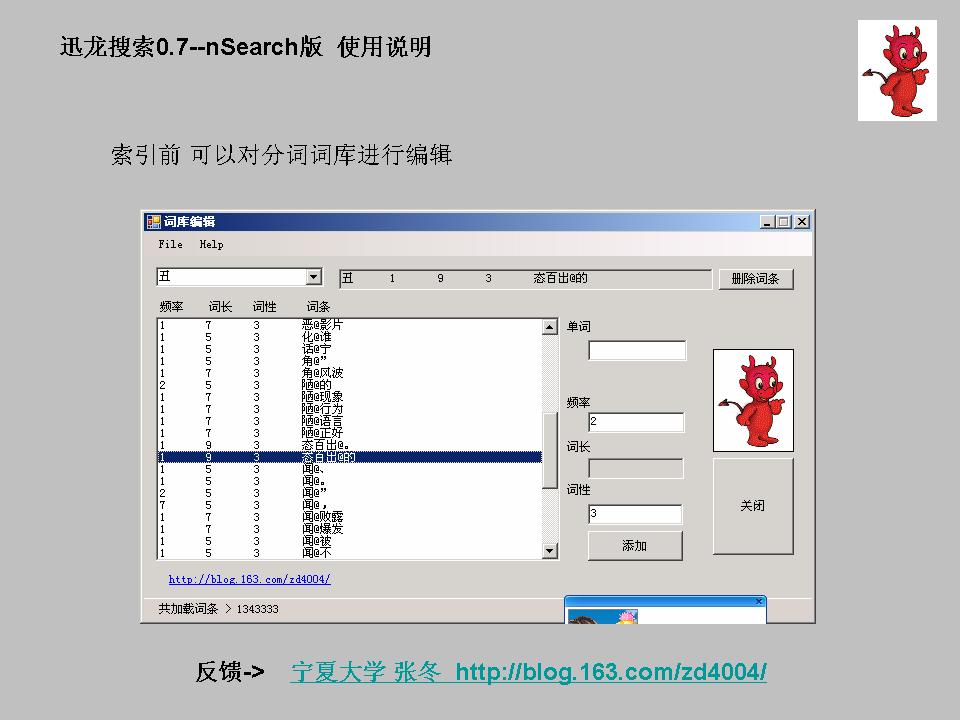 迅龙搜索0.7--nSearch版 使用说明
索引前 可以对分词词库进行编辑
词库编辑
File Help
丑
丑 1 9 3 态百出@的
删除词条
频率 词长 词性 词条
1 7 3 恶@影片
1 5 3 化@谁
1 5 3 话@宁
1 5 3 角@”
1 7 3 角@风波
2 5 3 陋@的
1 7 3 陋@现象
1 7 3 陋@行为
1 7 3 陋@语言
1 7 3 陋@正好
1 9 3 态百出@。
1 9 3 态百出@的
1 5 3 闻@、
1 5 3 闻@。
2 5 3 闻@”
7 5 3 闻@，
1 7 3 闻@败露
1 7 3 闻@爆发
1 5 3 闻@被
1 5 3 闻@不
单词
频率
2
词长
词性
3
添加
关闭
http://blog.163.com/zd4004/
共加载词条 > 1343333
反馈-> 宁夏大学 张冬 http://blog.163.com/zd4004/